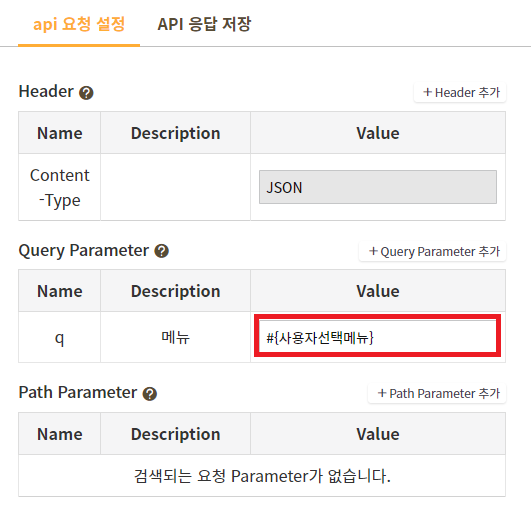 api 요청 설정 API 응답 저장
Header ? + Header 추가
Name Description Value
Content
-Type
JSON
Query Parameter ? + Query Parameter 추가
Name Description Value
q 메뉴 #{사용자선택메뉴}
Path Parameter ? + Path Parameter 추가
Name Description Value
검색되는 요청 Parameter가 없습니다.